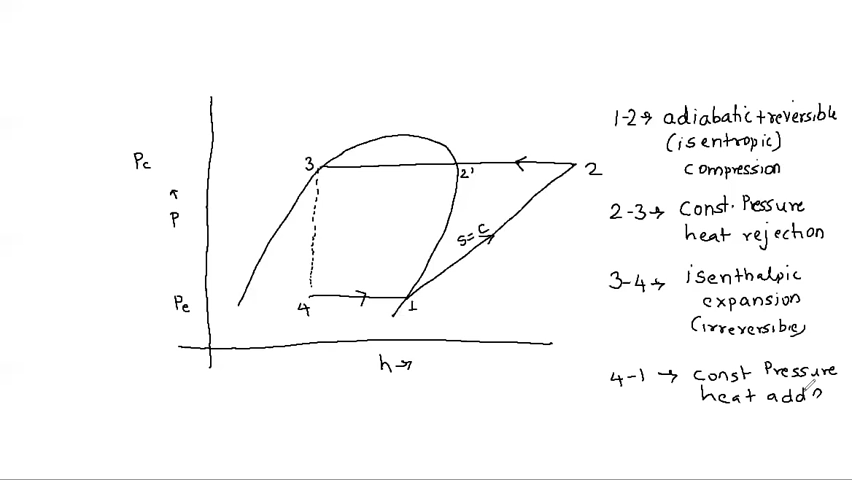 Pc
↑
P
Pe
3
2'
2
s=c
4
1
h→
1-2→ adiabatic+reversible
(isentropic)
compression
2-3→ Const. Pressure
heat rejection
3-4→ isenthalpic
expansion
(irreversible)
4-1 → const Pressure
heat addn